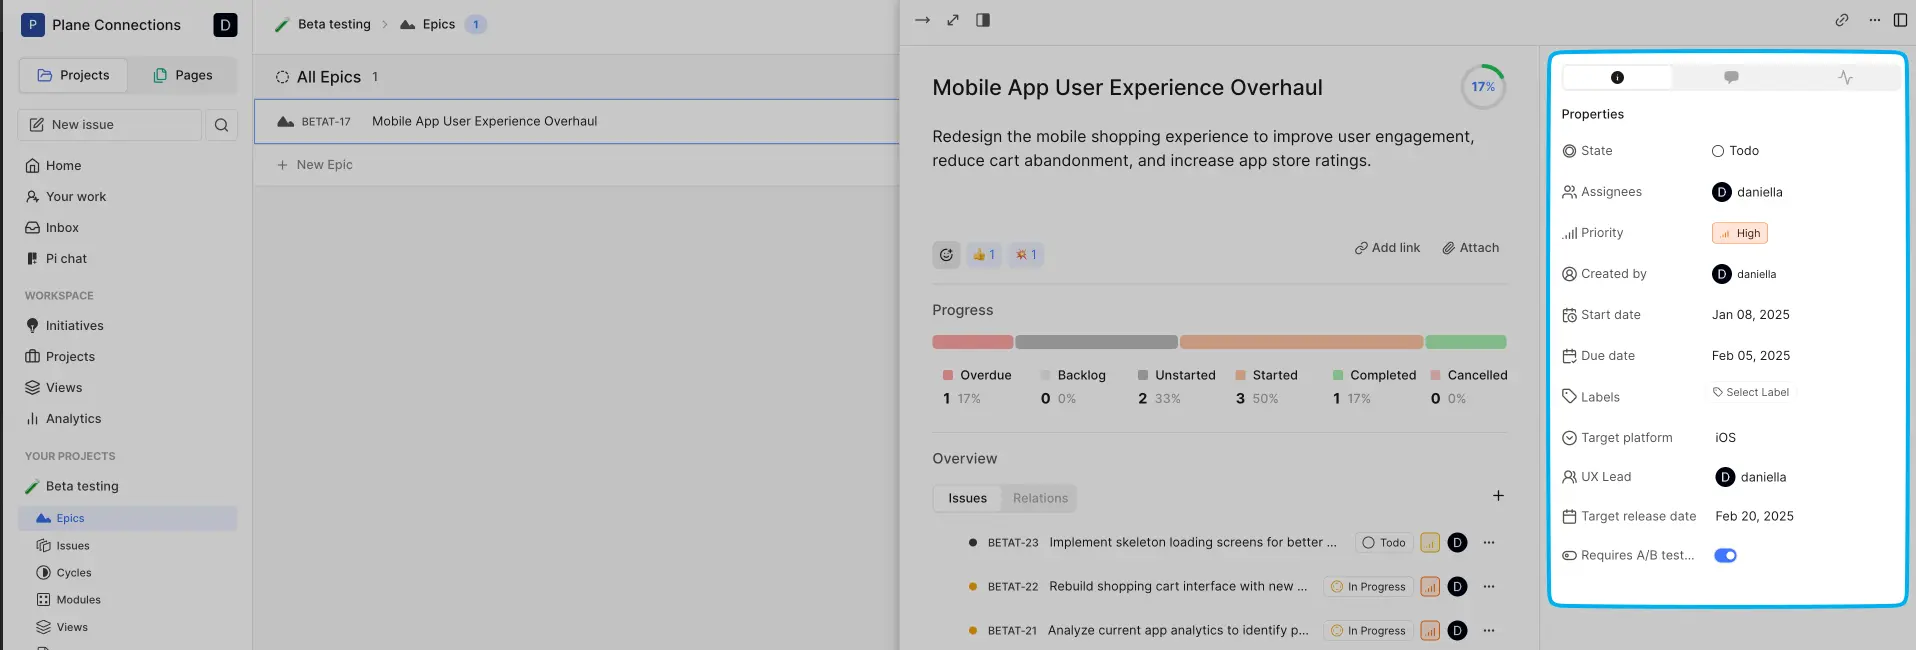 P Plane Connections D
Projects Pages
New issue
Home
Your work
Inbox
Pi chat
WORKSPACE
Initiatives
Projects
Views
Analytics
YOUR PROJECTS
Beta testing
Epics
Issues
Cycles
Modules
Views
Beta testing > Epics 1
All Epics 1
BETAT-17 Mobile App User Experience Overhaul
+ New Epic
Mobile App User Experience Overhaul
17%
Redesign the mobile shopping experience to improve user engagement,
reduce cart abandonment, and increase app store ratings.
1 1
Add link Attach
Progress
Overdue Backlog Unstarted Started Completed Cancelled
1 17% 0 0% 2 33% 3 50% 1 17% 0 0%
Overview
Issues Relations
BETAT-23 Implement skeleton loading screens for better ... Todo D
BETAT-22 Rebuild shopping cart interface with new ... In Progress D
BETAT-21 Analyze current app analytics to identify p... In Progress D
Properties
State Todo
Assignees D daniella
Priority High
Created by D daniella
Start date Jan 08, 2025
Due date Feb 05, 2025
Labels Select Label
Target platform iOS
UX Lead D daniella
Target release date Feb 20, 2025
Requires A/B test...